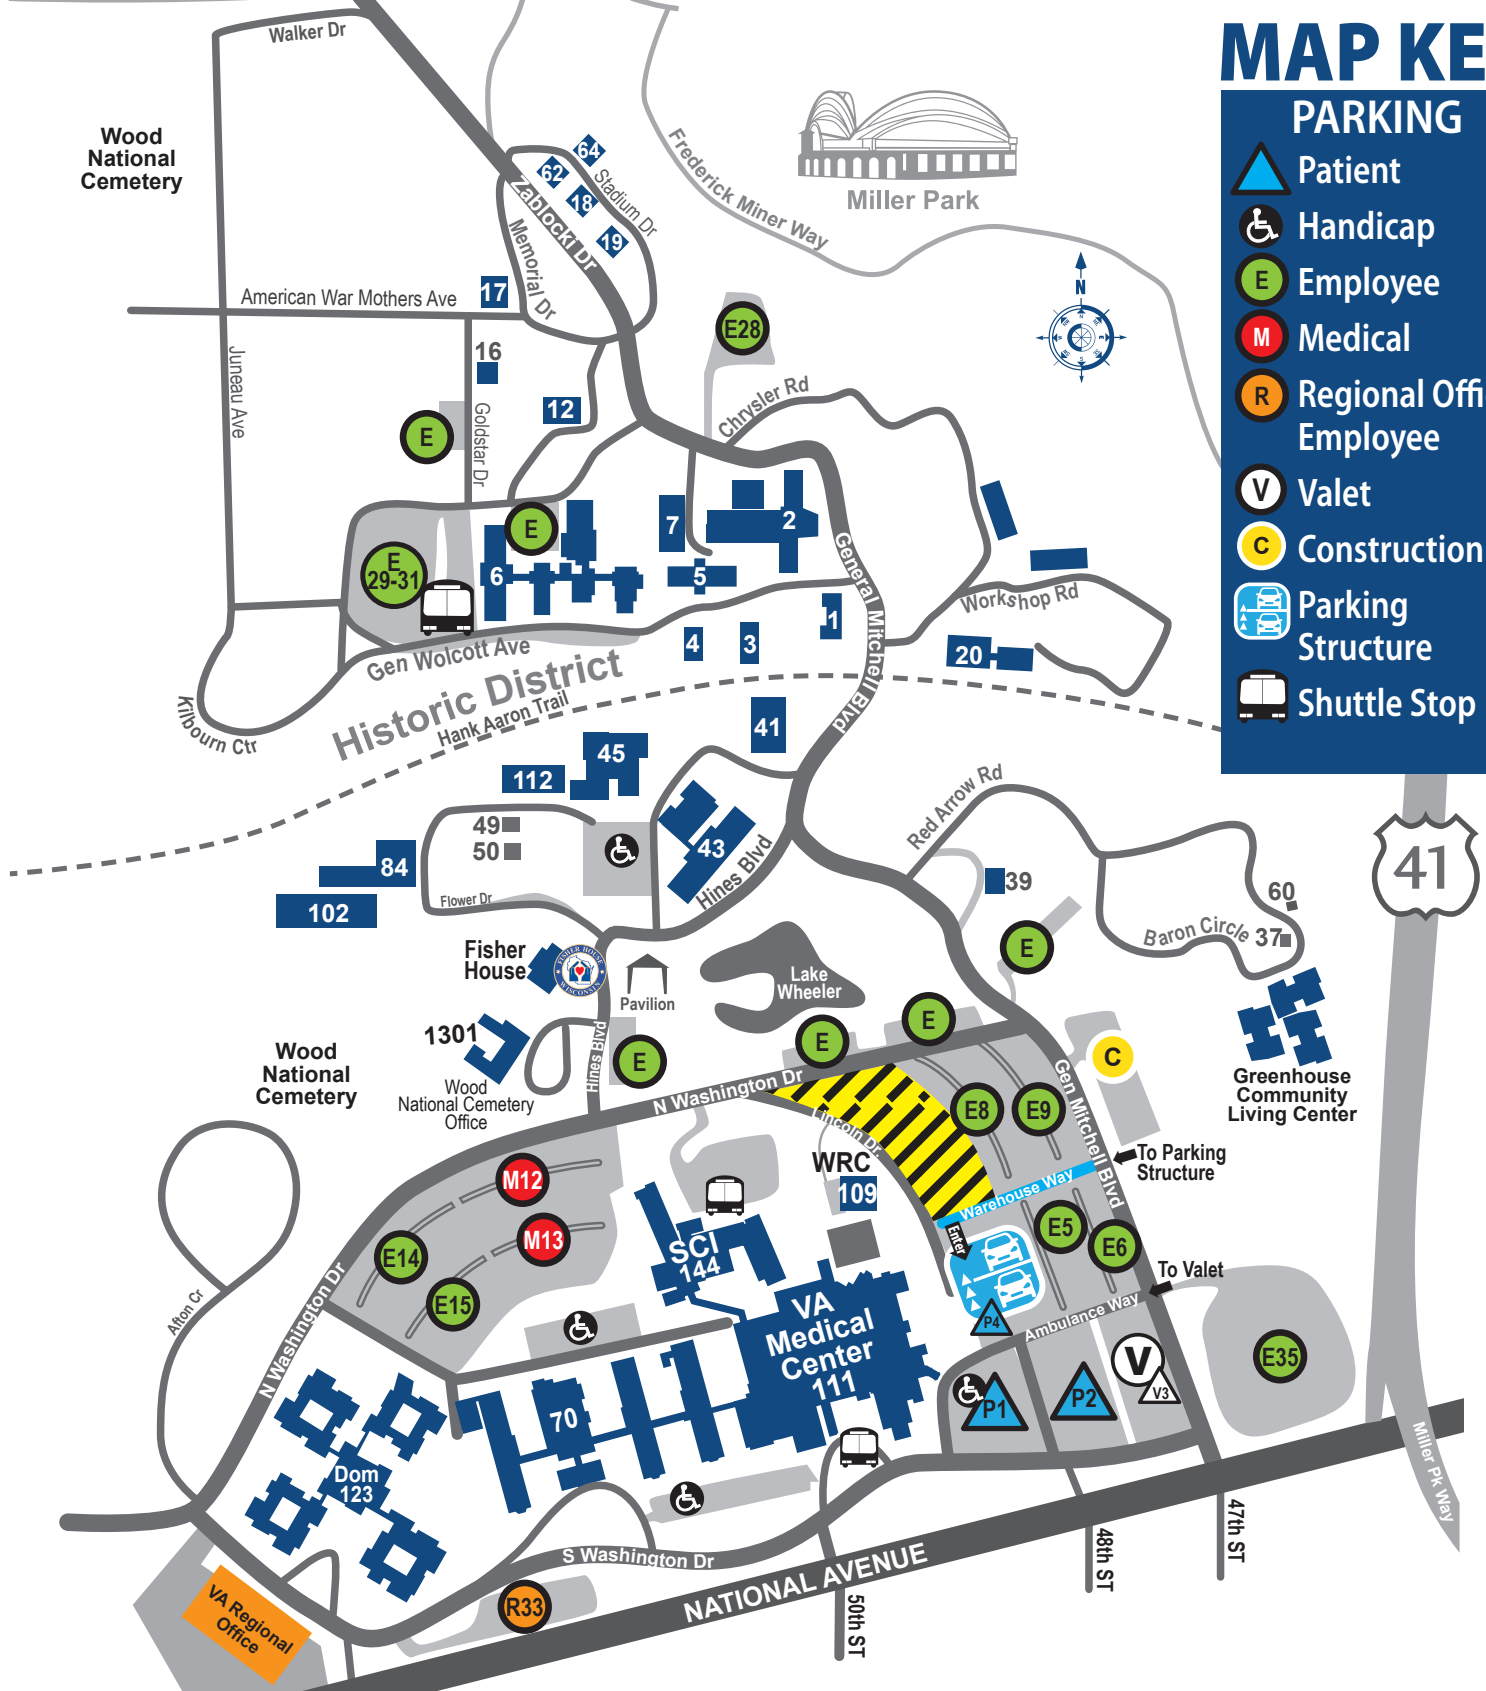 MAP KE
PARKING
Patient
Handicap
E Employee
M Medical
R Regional Offi
Employee
V Valet
C Construction
Parking
Structure
Shuttle Stop
Walker Dr
Wood
National
Cemetery
64
62
18
19
Stadium Dr
Zablocki Dr
Memorial Dr
Frederick Miner Way
Miller Park
N
American War Mothers Ave
17
Juneau Ave
16
Goldstar Dr
12
E
E28
Chrysler Rd
E
29-31
E
6
7
2
5
General Mitchell Blvd
1
4
3
Workshop Rd
20
Gen Wolcott Ave
Historic District
Hank Aaron Trail
Kilbourn Ctr
41
45
112
49
50
84
102
43
Hines Blvd
Flower Dr
Red Arrow Rd
39
60
37
Baron Circle
41
Fisher
House
FISHER HOUSE
WISCONSIN
Pavilion
Lake
Wheeler
E
E
E
E
1301
Wood
National Cemetery
Office
Wood
National
Cemetery
Hines Blvd
N Washington Dr
Lincoln Dr.
C
Greenhouse
Community
Living Center
E8
E9
Gen Mitchell Blvd
To Parking
Structure
WRC
109
Warehouse Way
Enter
E5
E6
M12
M13
E14
E15
SCI
144
To Valet
P4
Ambulance Way
Afton Cr
N Washington Dr
VA
Medical
Center
111
70
P1
P2
V
V3
E35
Dom
123
Miller Pk Way
S Washington Dr
NATIONAL AVENUE
47th ST
48th ST
50th ST
R33
VA Regional
Office